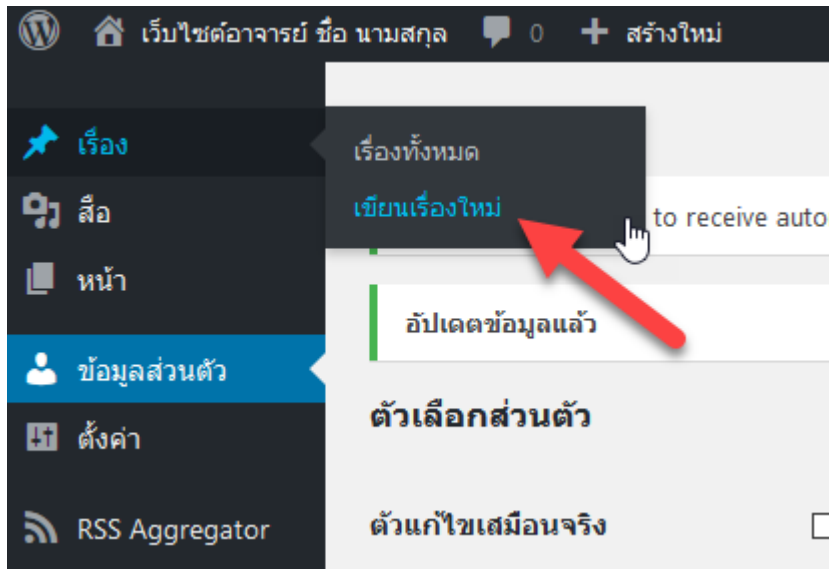 เว็บไซต์อาจารย์ ชื่อ นามสกุล 0 + สร้างใหม่
เรื่อง
เรื่องทั้งหมด
เขียนเรื่องใหม่
to receive auto
สื่อ
หน้า
อัปเดตข้อมูลแล้ว
ข้อมูลส่วนตัว
ตัวเลือกส่วนตัว
ตั้งค่า
RSS Aggregator
ตัวแก้ไขเสมือนจริง